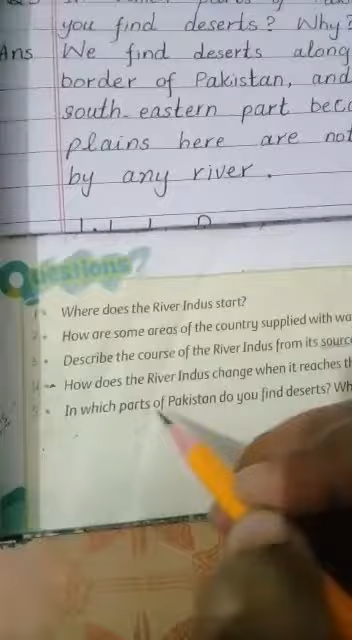 you find deserts? Why?
Ans We find deserts along
border of Pakistan, and
south-eastern part bec
plains here are not
by any river.
Questions?
1 Where does the River Indus start?
2 How are some areas of the country supplied with wa
3 Describe the course of the River Indus from its sourc
4 How does the River Indus change when it reaches th
5 In which parts of Pakistan do you find deserts? Wh